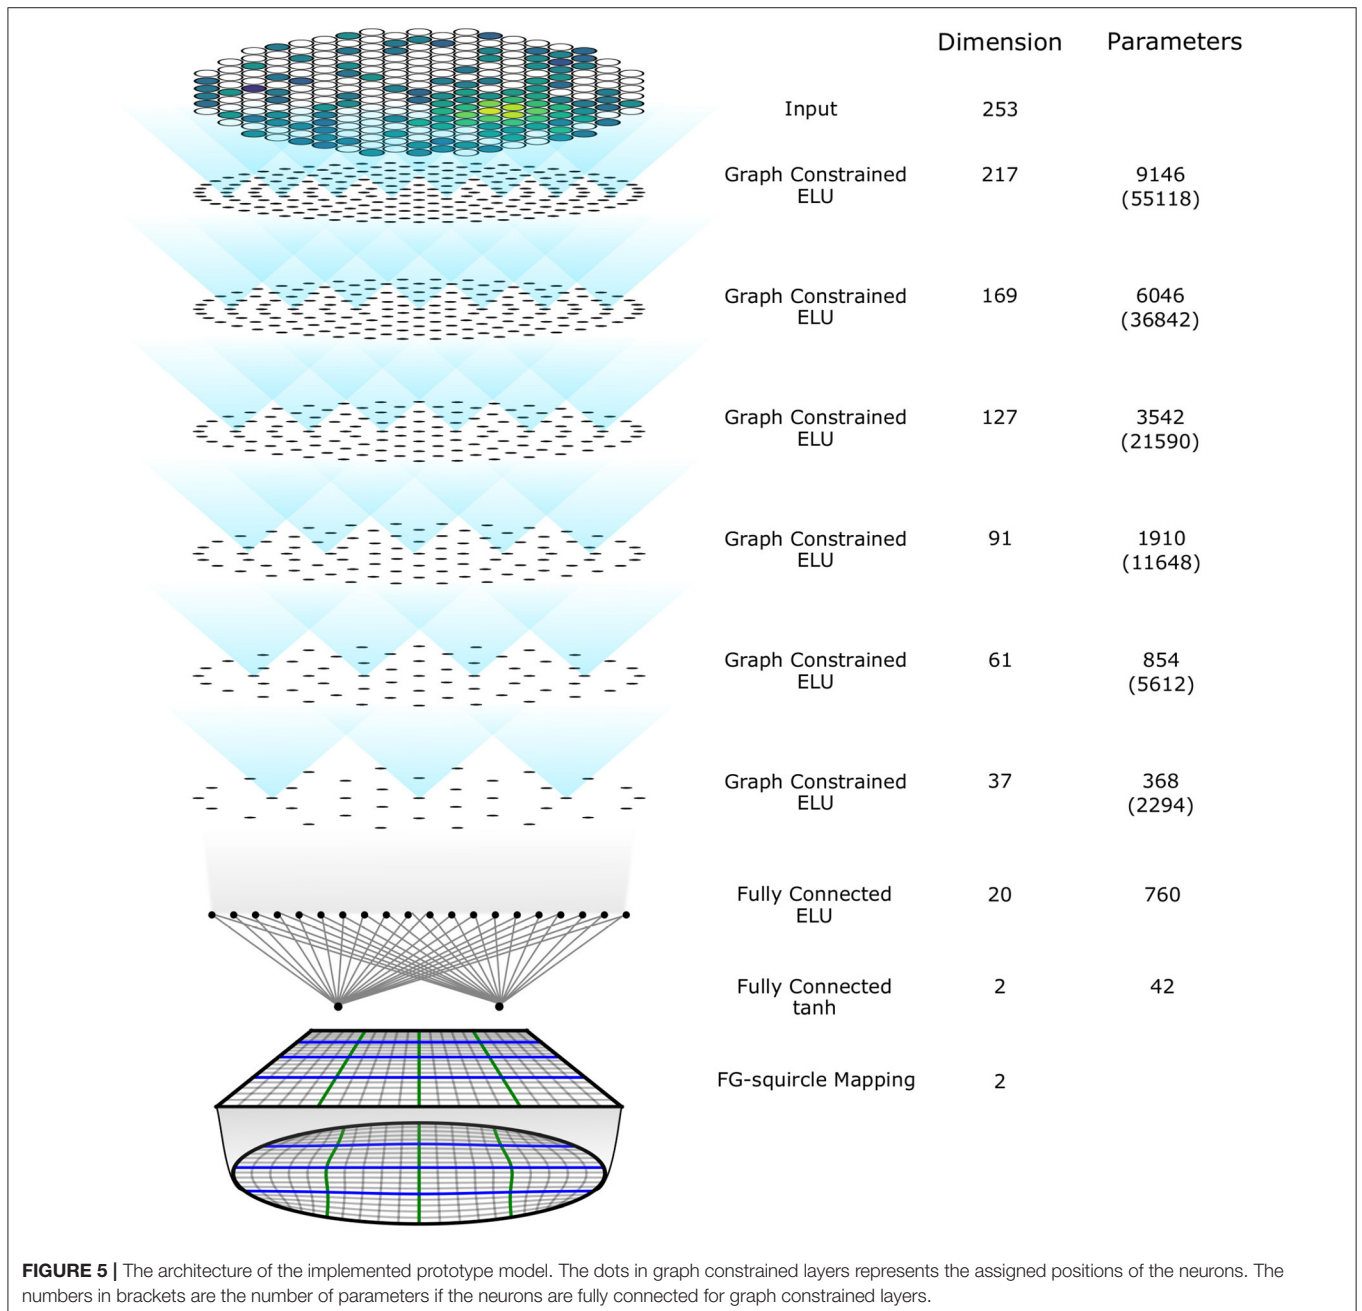 Dimension Parameters
Input 253
Graph Constrained 217 9146
ELU (55118)
Graph Constrained 169 6046
ELU (36842)
Graph Constrained 127 3542
ELU (21590)
Graph Constrained 91 1910
ELU (11648)
Graph Constrained 61 854
ELU (5612)
Graph Constrained 37 368
ELU (2294)
Fully Connected 20 760
ELU
Fully Connected 2 42
tanh
FG-squircle Mapping 2
FIGURE 5 | The architecture of the implemented prototype model. The dots in graph constrained layers represents the assigned positions of the neurons. The
numbers in brackets are the number of parameters if the neurons are fully connected for graph constrained layers.